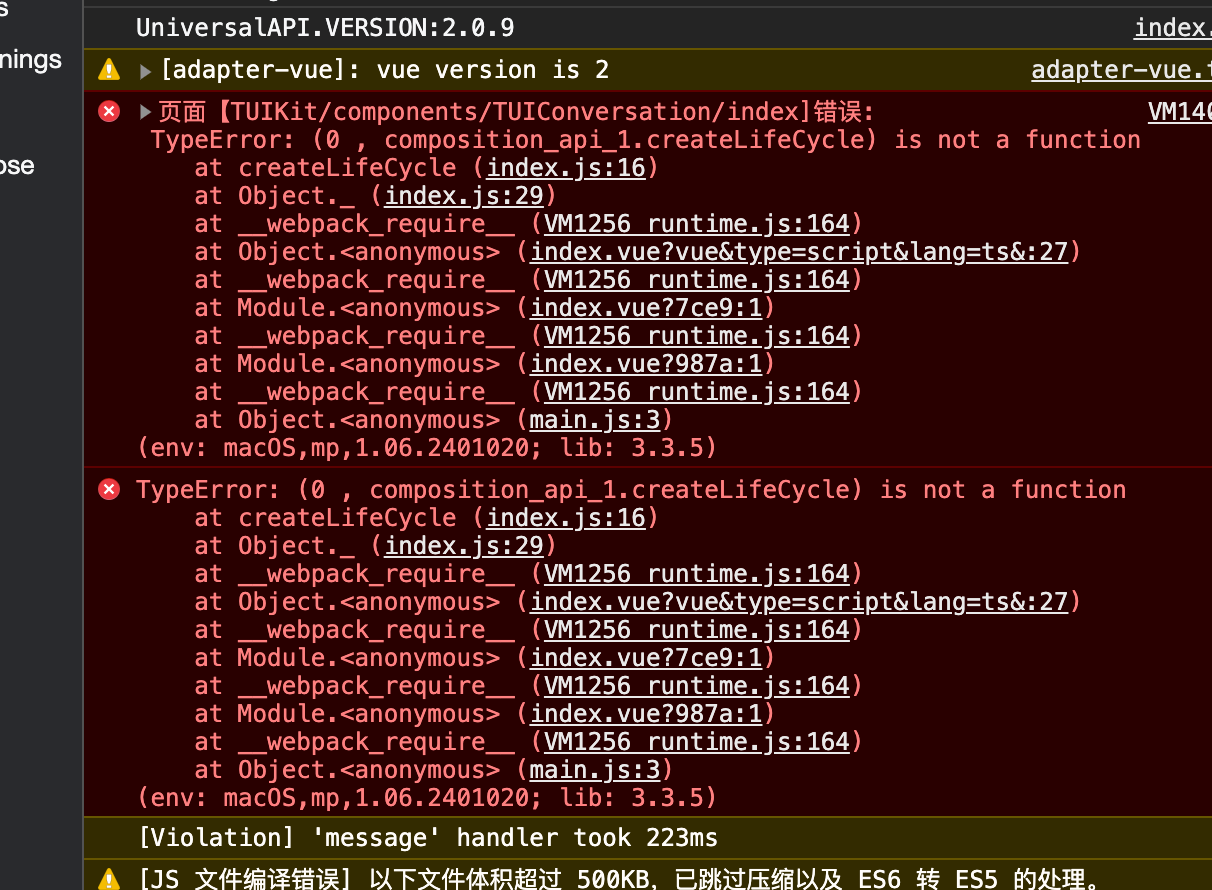 s
nings
ose
UniversalAPI.VERSION:2.0.9
index.
[adapter-vue]: vue version is 2
adapter-vue.t
页面【TUIKit/components/TUIConversation/index]错误:
VM140
TypeError: (0 , composition_api_1.createLifeCycle) is not a function
at createLifeCycle (index.js:16)
at Object._ (index.js:29)
at __webpack_require__ (VM1256 runtime.js:164)
at Object.<anonymous> (index.vue?vue&type=script&lang=ts&:27)
at __webpack_require__ (VM1256 runtime.js:164)
at Module.<anonymous> (index.vue?7ce9:1)
at __webpack_require__ (VM1256 runtime.js:164)
at Module.<anonymous> (index.vue?987a:1)
at __webpack_require__ (VM1256 runtime.js:164)
at Object.<anonymous> (main.js:3)
(env: macOS,mp,1.06.2401020; lib: 3.3.5)
TypeError: (0 , composition_api_1.createLifeCycle) is not a function
at createLifeCycle (index.js:16)
at Object._ (index.js:29)
at __webpack_require__ (VM1256 runtime.js:164)
at Object.<anonymous> (index.vue?vue&type=script&lang=ts&:27)
at __webpack_require__ (VM1256 runtime.js:164)
at Module.<anonymous> (index.vue?7ce9:1)
at __webpack_require__ (VM1256 runtime.js:164)
at Module.<anonymous> (index.vue?987a:1)
at __webpack_require__ (VM1256 runtime.js:164)
at Object.<anonymous> (main.js:3)
(env: macOS,mp,1.06.2401020; lib: 3.3.5)
[Violation] 'message' handler took 223ms
[JS 文件编译错误] 以下文件体积超过 500KB，已跳过压缩以及 ES6 转 ES5 的处理。